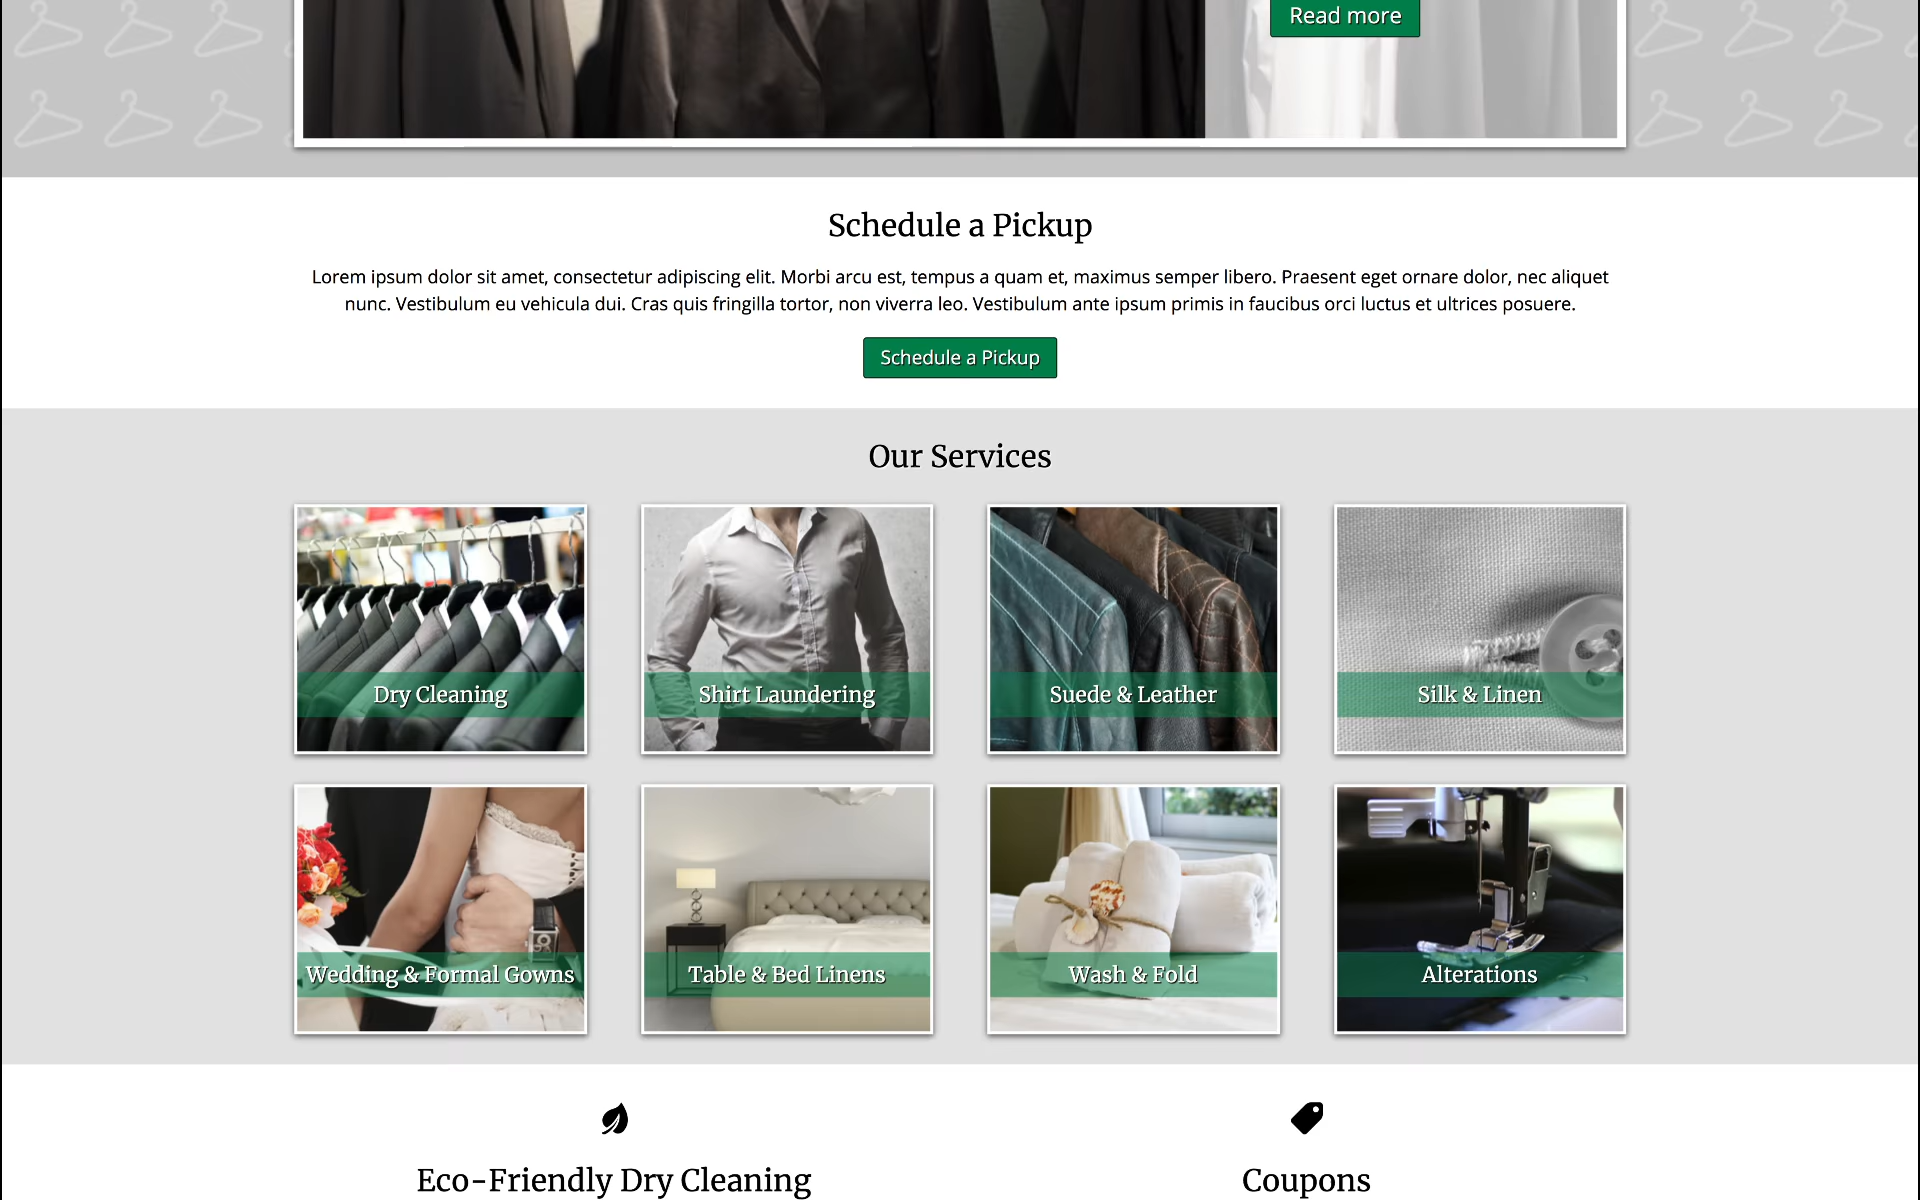 Read more
Schedule a Pickup
Lorem ipsum dolor sit amet, consectetur adipiscing elit. Morbi arcu est, tempus a quam et, maximus semper libero. Praesent eget ornare dolor, nec aliquet
nunc. Vestibulum eu vehicula dui. Cras quis fringilla tortor, non viverra leo. Vestibulum ante ipsum primis in faucibus orci luctus et ultrices posuere.
Schedule a Pickup
Our Services
Dry Cleaning
Shirt Laundering
Suede & Leather
Silk & Linen
Wedding & Formal Gowns
Table & Bed Linens
Wash & Fold
Alterations
Eco-Friendly Dry Cleaning
Coupons